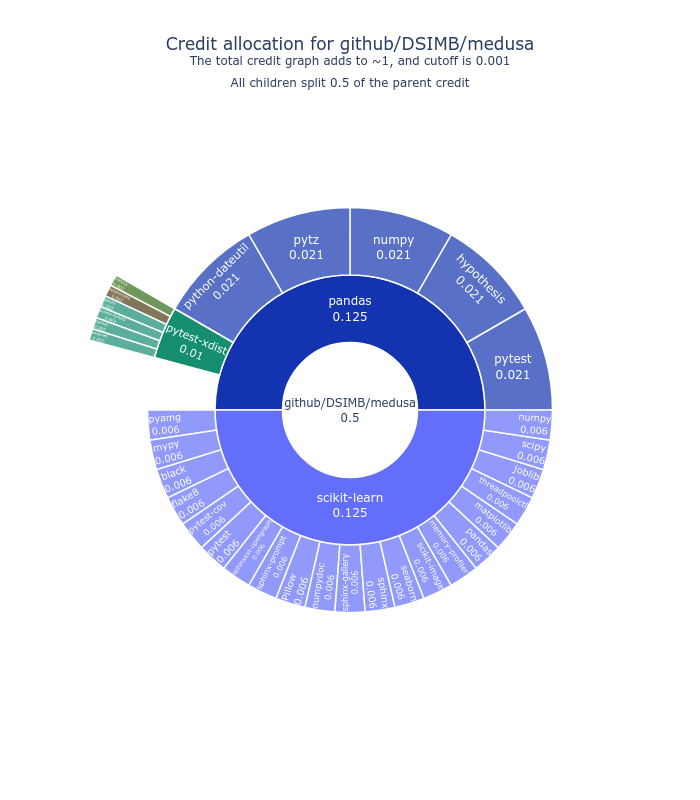 Credit allocation for github/DSIMB/medusa
The total credit graph adds to ~1, and cutoff is 0.001
All children split 0.5 of the parent credit
pytz
0.021
numpy
0.021
python-dateutil
0.021
hypothesis
0.021
pandas
0.125
pytest-xdist
0.01
pytest
0.021
github/DSIMB/medusa
0.5
scikit-learn
0.125
pyamg
0.006
mypy
0.006
black
0.006
flake8
0.006
pytest-cov
0.006
pytest
0.006
sphinxext-opengraph
0.006
sphinx-prompt
0.006
Pillow
0.006
numpydoc
0.006
sphinx-gallery
0.006
sphinx
0.006
seaborn
0.006
scikit-image
0.006
memory-profiler
0.006
pandas
0.006
matplotlib
0.006
threadpoolctl
0.006
joblib
0.006
scipy
0.006
numpy
0.006